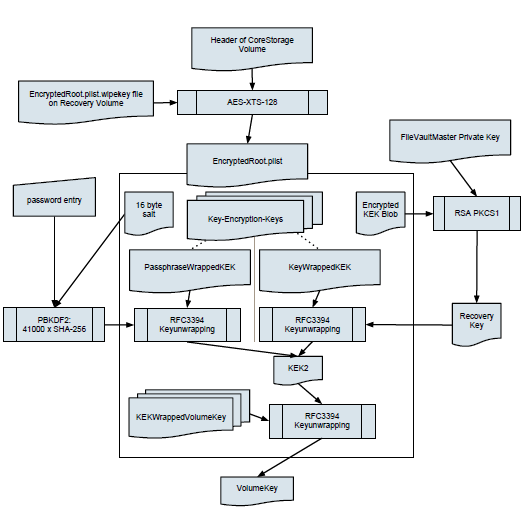 Header of CoreStorage
Volume
EncryptedRoot.plist.wipekey file
on Recovery Volume
AES-XTS-128
FileVaultMaster Private Key
EncryptedRoot.plist
password entry
16 byte
salt
Key-Encryption-Keys
Encrypted
KEK Blob
RSA PKCS1
PassphraseWrappedKEK
KeyWrappedKEK
PBKDF2:
41000 x SHA-256
RFC3394
Keyunwrapping
RFC3394
Keyunwrapping
Recovery
Key
KEK2
KEKWrappedVolumeKey
RFC3394
Keyunwrapping
VolumeKey